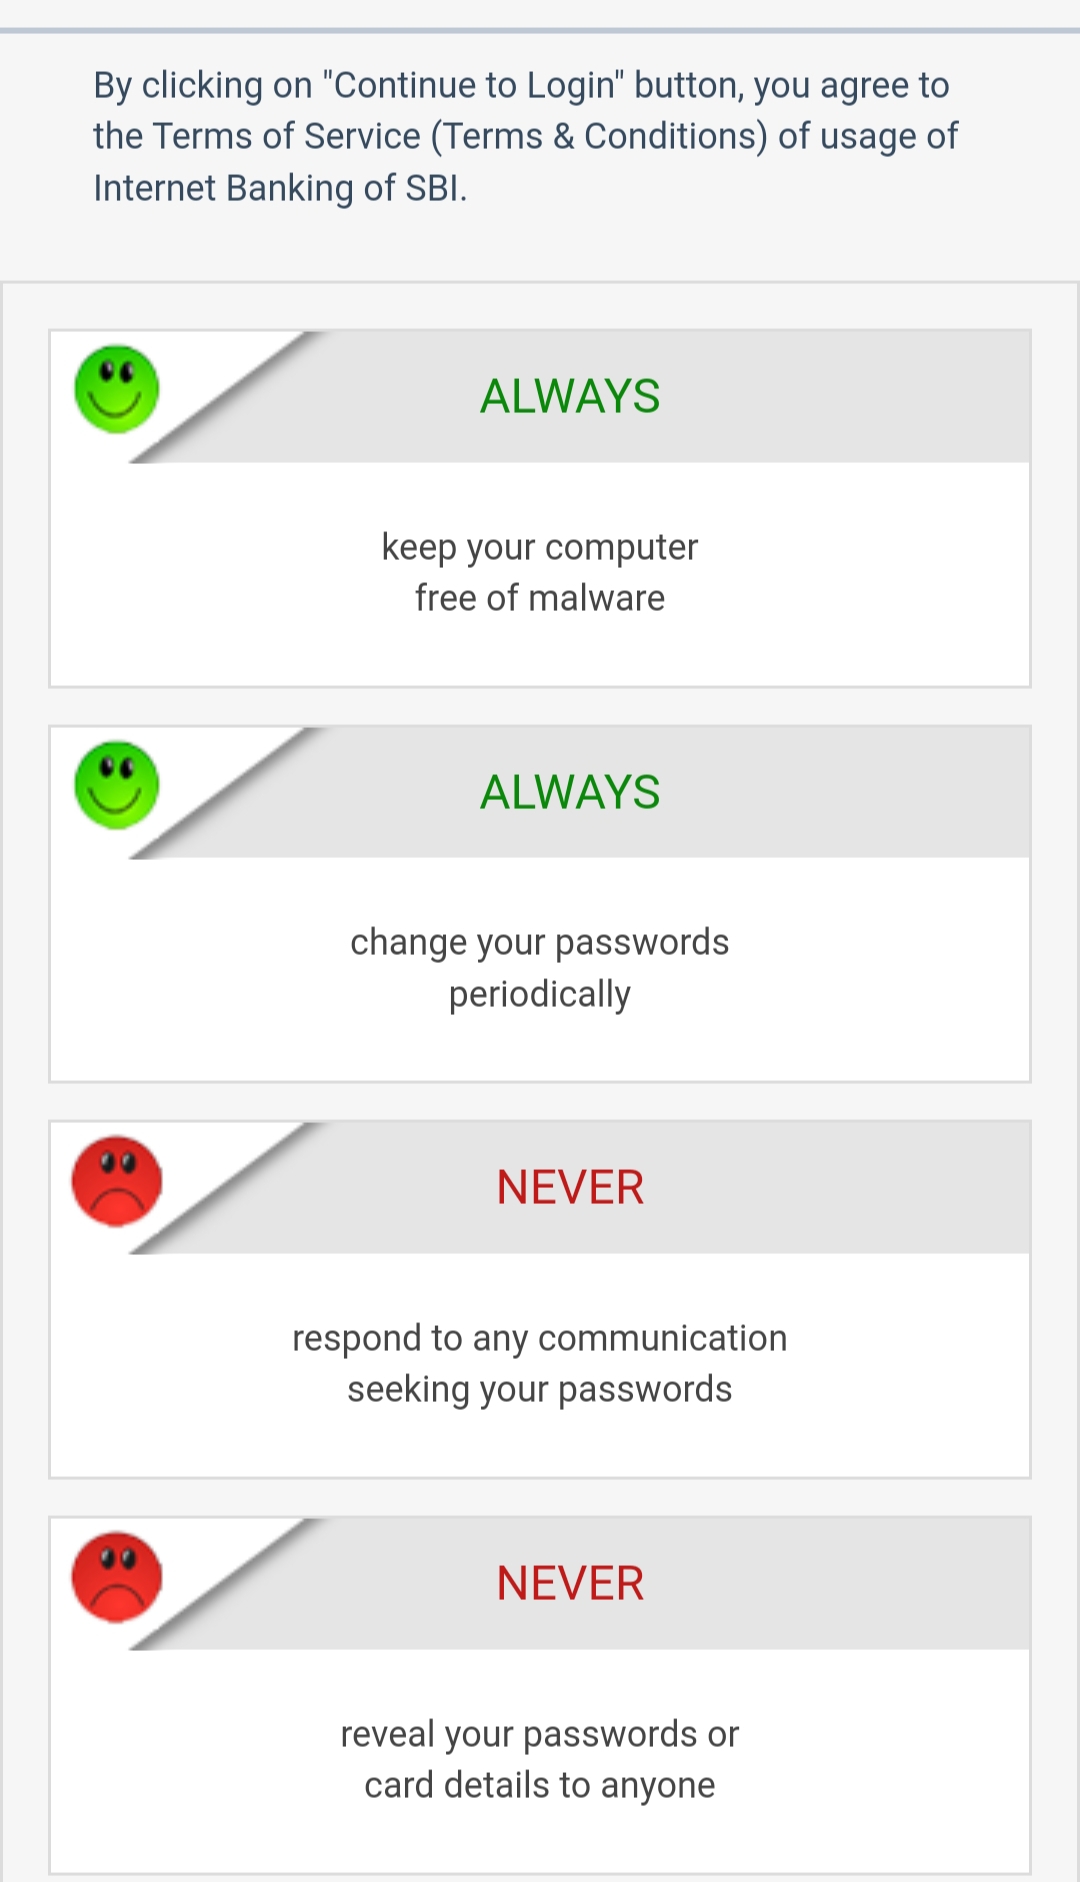 By clicking on "Continue to Login" button, you agree to
the Terms of Service (Terms & Conditions) of usage of
Internet Banking of SBI.
ALWAYS
keep your computer
free of malware
ALWAYS
change your passwords
periodically
NEVER
respond to any communication
seeking your passwords
NEVER
reveal your passwords or
card details to anyone